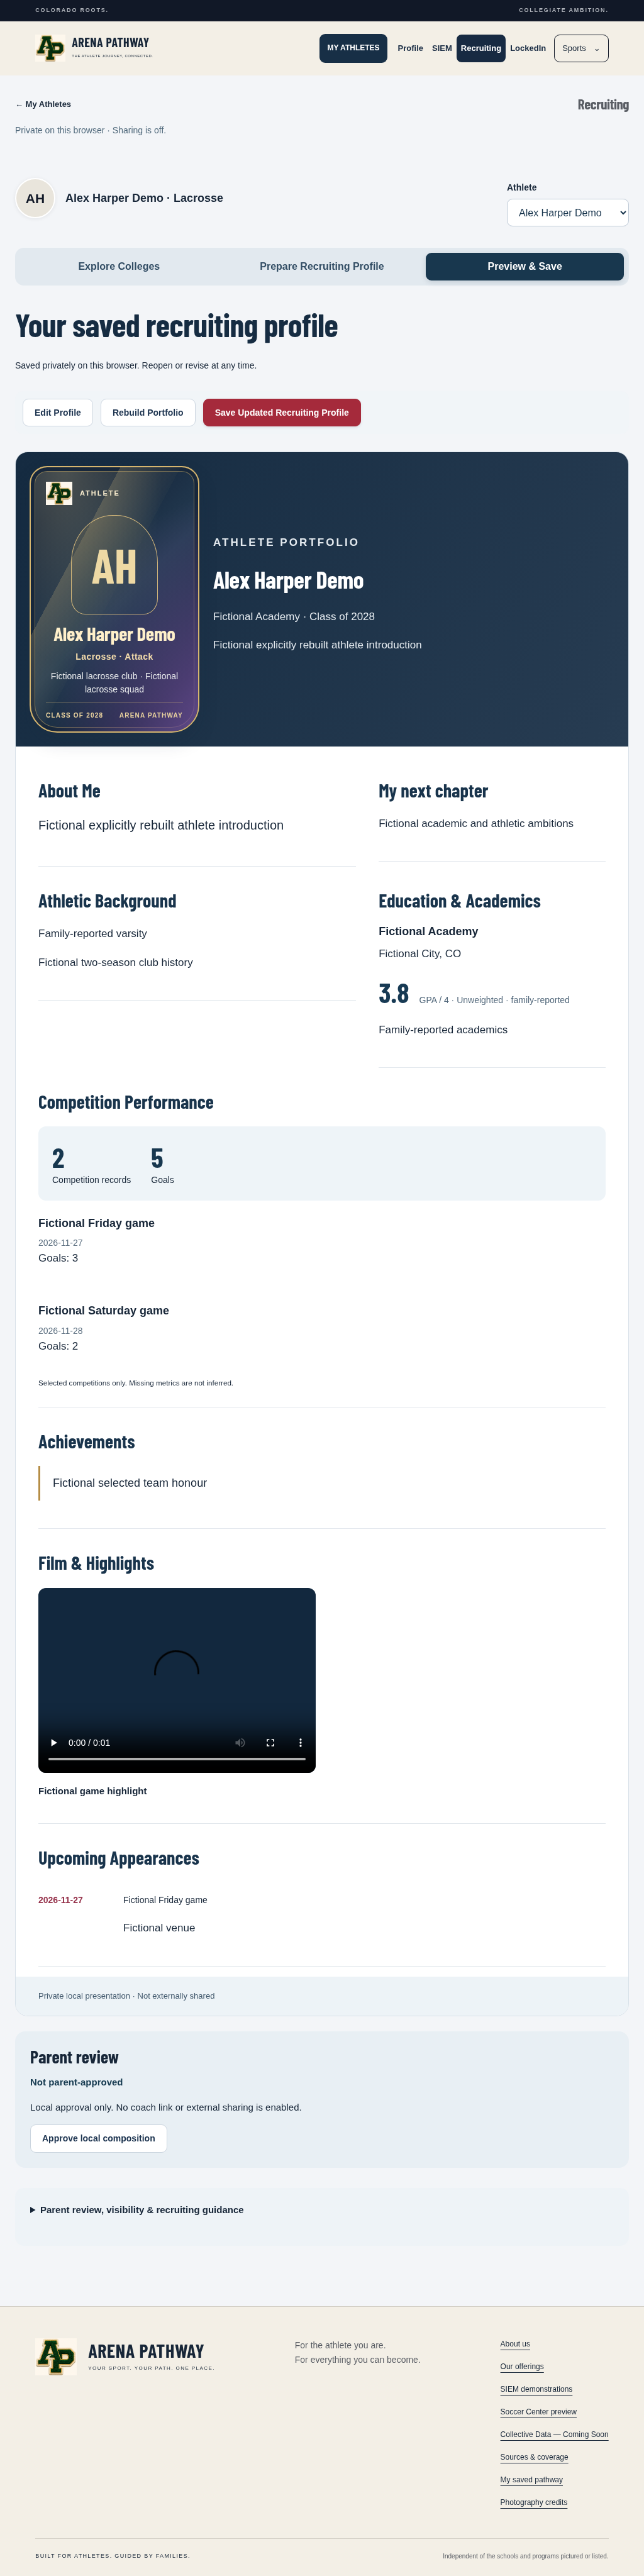 COLORADO ROOTS.
COLLEGIATE AMBITION.
ARENA PATHWAY
THE ATHLETE JOURNEY, CONNECTED.
MY ATHLETES
Profile
SIEM
Recruiting
LockedIn
Sports
← My Athletes
Recruiting
Private on this browser · Sharing is off.
AH
Alex Harper Demo · Lacrosse
Athlete
Alex Harper Demo
Explore Colleges
Prepare Recruiting Profile
Preview & Save
Your saved recruiting profile
Saved privately on this browser. Reopen or revise at any time.
Edit Profile
Rebuild Portfolio
Save Updated Recruiting Profile
AP
ATHLETE
AH
Alex Harper Demo
Lacrosse · Attack
Fictional lacrosse club · Fictional
lacrosse squad
CLASS OF 2028
ARENA PATHWAY
ATHLETE PORTFOLIO
Alex Harper Demo
Fictional Academy · Class of 2028
Fictional explicitly rebuilt athlete introduction
About Me
Fictional explicitly rebuilt athlete introduction
My next chapter
Fictional academic and athletic ambitions
Athletic Background
Family-reported varsity
Fictional two-season club history
Education & Academics
Fictional Academy
Fictional City, CO
3.8 GPA / 4 · Unweighted · family-reported
Family-reported academics
Competition Performance
2
Competition records
5
Goals
Fictional Friday game
2026-11-27
Goals: 3
Fictional Saturday game
2026-11-28
Goals: 2
Selected competitions only. Missing metrics are not inferred.
Achievements
Fictional selected team honour
Film & Highlights
0:00 / 0:01
Fictional game highlight
Upcoming Appearances
2026-11-27
Fictional Friday game
Fictional venue
Private local presentation · Not externally shared
Parent review
Not parent-approved
Local approval only. No coach link or external sharing is enabled.
Approve local composition
Parent review, visibility & recruiting guidance
AP
ARENA PATHWAY
YOUR SPORT. YOUR PATH. ONE PLACE.
For the athlete you are.
For everything you can become.
About us
Our offerings
SIEM demonstrations
Soccer Center preview
Collective Data — Coming Soon
Sources & coverage
My saved pathway
Photography credits
BUILT FOR ATHLETES. GUIDED BY FAMILIES.
Independent of the schools and programs pictured or listed.